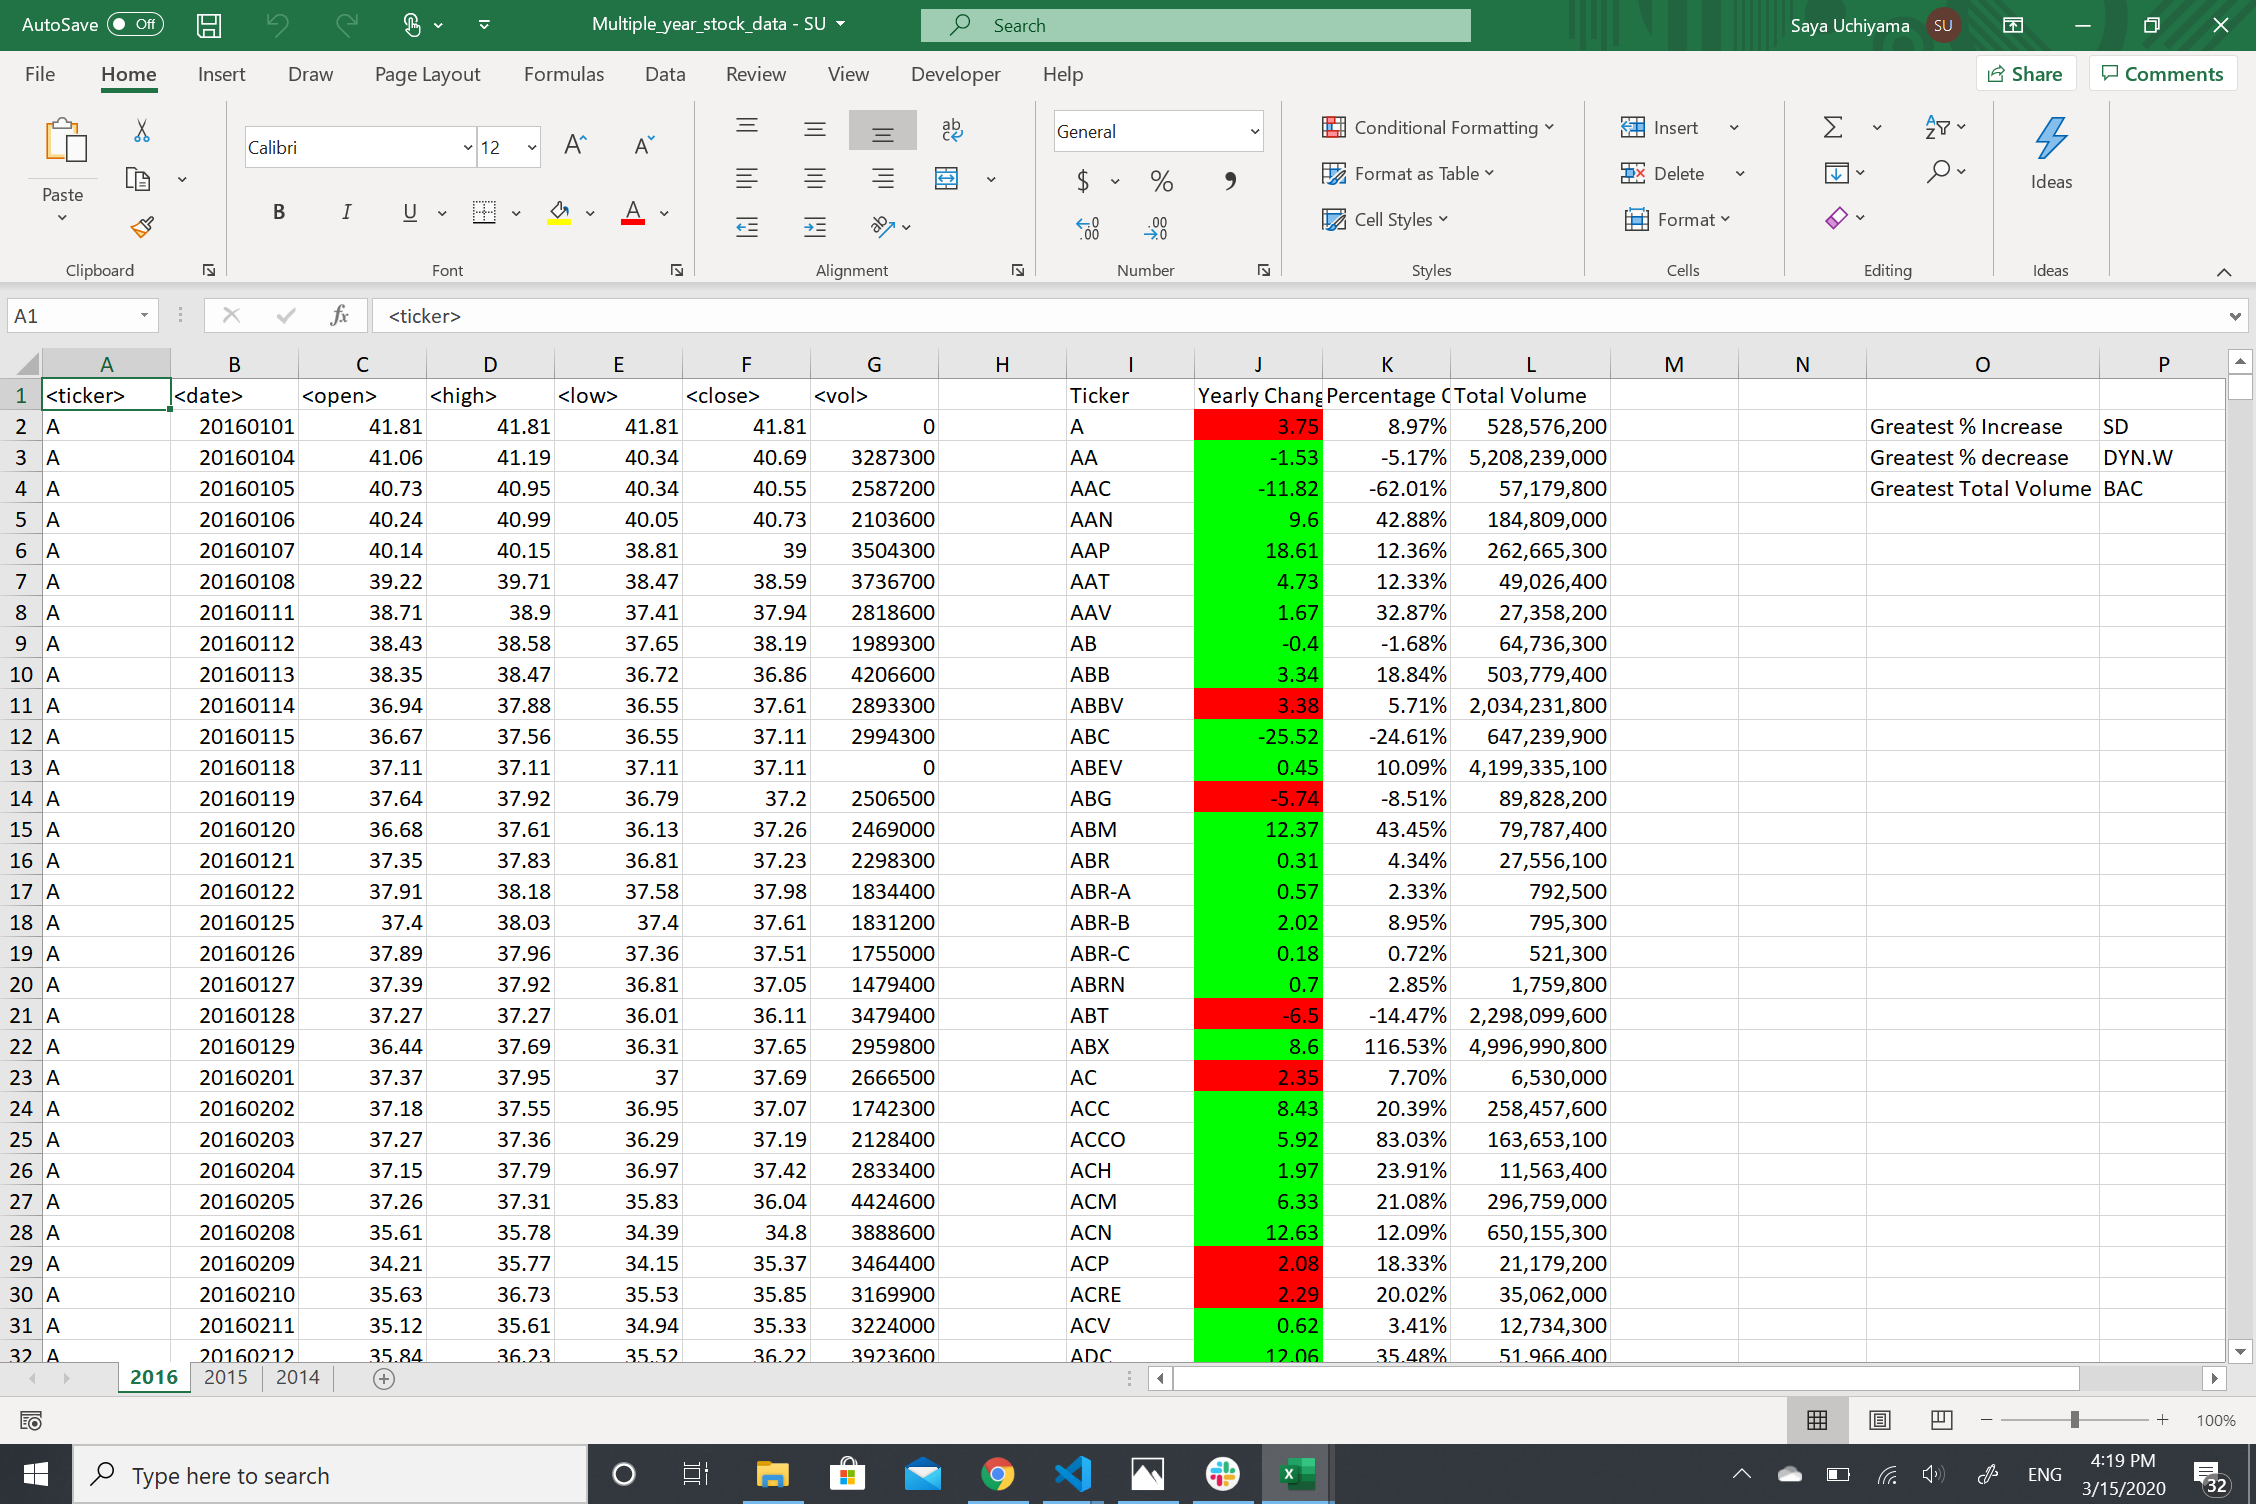 AutoSave Off Multiple_year_stock_data - SU Search Saya Uchiyama SU
File Home Insert Draw Page Layout Formulas Data Review View Developer Help Share Comments
Paste Calibri 12 General Conditional Formatting Insert
Format as Table Delete Ideas
B I U A $ % , Cell Styles Format
Clipboard Font Alignment Number Styles Cells Editing Ideas
A1 fx <ticker>
A B C D E F G H I J K L M N O P
1 <ticker> <date> <open> <high> <low> <close> <vol> Ticker Yearly Chang Percentage C Total Volume
2 A 20160101 41.81 41.81 41.81 41.81 0 A 3.75 8.97% 528,576,200 Greatest % Increase SD
3 A 20160104 41.06 41.19 40.34 40.69 3287300 AA -1.53 -5.17% 5,208,239,000 Greatest % decrease DYN.W
4 A 20160105 40.73 40.95 40.34 40.55 2587200 AAC -11.82 -62.01% 57,179,800 Greatest Total Volume BAC
5 A 20160106 40.24 40.99 40.05 40.73 2103600 AAN 9.6 42.88% 184,809,000
6 A 20160107 40.14 40.15 38.81 39 3504300 AAP 18.61 12.36% 262,665,300
7 A 20160108 39.22 39.71 38.47 38.59 3736700 AAT 4.73 12.33% 49,026,400
8 A 20160111 38.71 38.9 37.41 37.94 2818600 AAV 1.67 32.87% 27,358,200
9 A 20160112 38.43 38.58 37.65 38.19 1989300 AB -0.4 -1.68% 64,736,300
10 A 20160113 38.35 38.47 36.72 36.86 4206600 ABB 3.34 18.84% 503,779,400
11 A 20160114 36.94 37.88 36.55 37.61 2893300 ABBV 3.38 5.71% 2,034,231,800
12 A 20160115 36.67 37.56 36.55 37.11 2994300 ABC -25.52 -24.61% 647,239,900
13 A 20160118 37.11 37.11 37.11 37.11 0 ABEV 0.45 10.09% 4,199,335,100
14 A 20160119 37.64 37.92 36.79 37.2 2506500 ABG -5.74 -8.51% 89,828,200
15 A 20160120 36.68 37.61 36.13 37.26 2469000 ABM 12.37 43.45% 79,787,400
16 A 20160121 37.35 37.83 36.81 37.23 2298300 ABR 0.31 4.34% 27,556,100
17 A 20160122 37.91 38.18 37.58 37.98 1834400 ABR-A 0.57 2.33% 792,500
18 A 20160125 37.4 38.03 37.4 37.61 1831200 ABR-B 2.02 8.95% 795,300
19 A 20160126 37.89 37.96 37.36 37.51 1755000 ABR-C 0.18 0.72% 521,300
20 A 20160127 37.39 37.92 36.81 37.05 1479400 ABRN 0.7 2.85% 1,759,800
21 A 20160128 37.27 37.27 36.01 36.11 3479400 ABT -6.5 -14.47% 2,298,099,600
22 A 20160129 36.44 37.69 36.31 37.65 2959800 ABX 8.6 116.53% 4,996,990,800
23 A 20160201 37.37 37.95 37 37.69 2666500 AC 2.35 7.70% 6,530,000
24 A 20160202 37.18 37.55 36.95 37.07 1742300 ACC 8.43 20.39% 258,457,600
25 A 20160203 37.27 37.36 36.29 37.19 2128400 ACCO 5.92 83.03% 163,653,100
26 A 20160204 37.15 37.79 36.97 37.42 2833400 ACH 1.97 23.91% 11,563,400
27 A 20160205 37.26 37.31 35.83 36.04 4424600 ACM 6.33 21.08% 296,759,000
28 A 20160208 35.61 35.78 34.39 34.8 3888600 ACN 12.63 12.09% 650,155,300
29 A 20160209 34.21 35.77 34.15 35.37 3464400 ACP 2.08 18.33% 21,179,200
30 A 20160210 35.63 36.73 35.53 35.85 3169900 ACRE 2.29 20.02% 35,062,000
31 A 20160211 35.12 35.61 34.94 35.33 3224000 ACV 0.62 3.41% 12,734,300
32 A 20160212 35.84 36.23 35.52 36.22 3923600 ADC 12.06 35.48% 51,966,400
2016 2015 2014
100%
Type here to search ENG 4:19 PM
3/15/2020 32